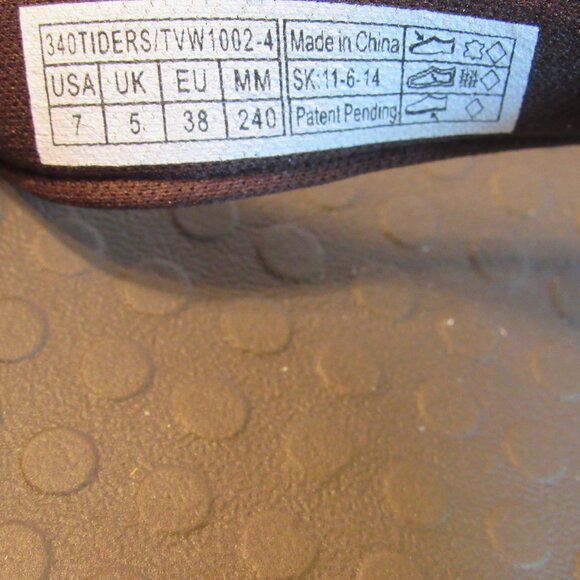 340TIDERS/TVW1002-4
USA UK EU MM
7 5 38 240
Made in China
SK:11-6-14
Patent Pending